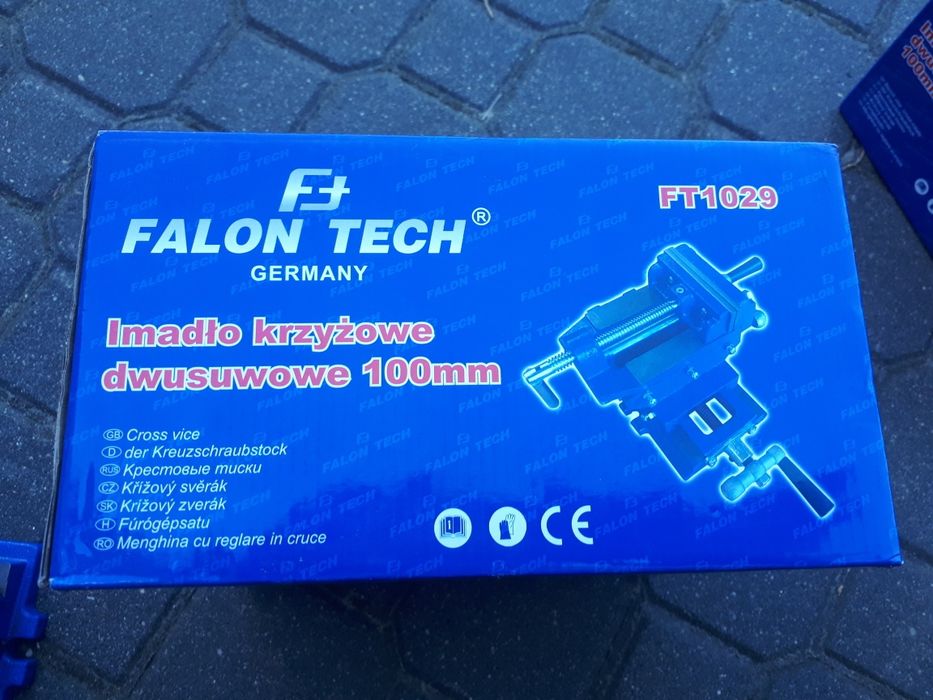 FALON TECH®
GERMANY
FT1029
Imadło krzyżowe
dwusuwowe 100mm
GB Cross vice
D der Kreuzschraubstock
RUS Крестовые тиски
CZ Křížový svěrák
SK Krížový zverák
H Fúrógépsatu
RO Menghina cu reglare in cruce
CE